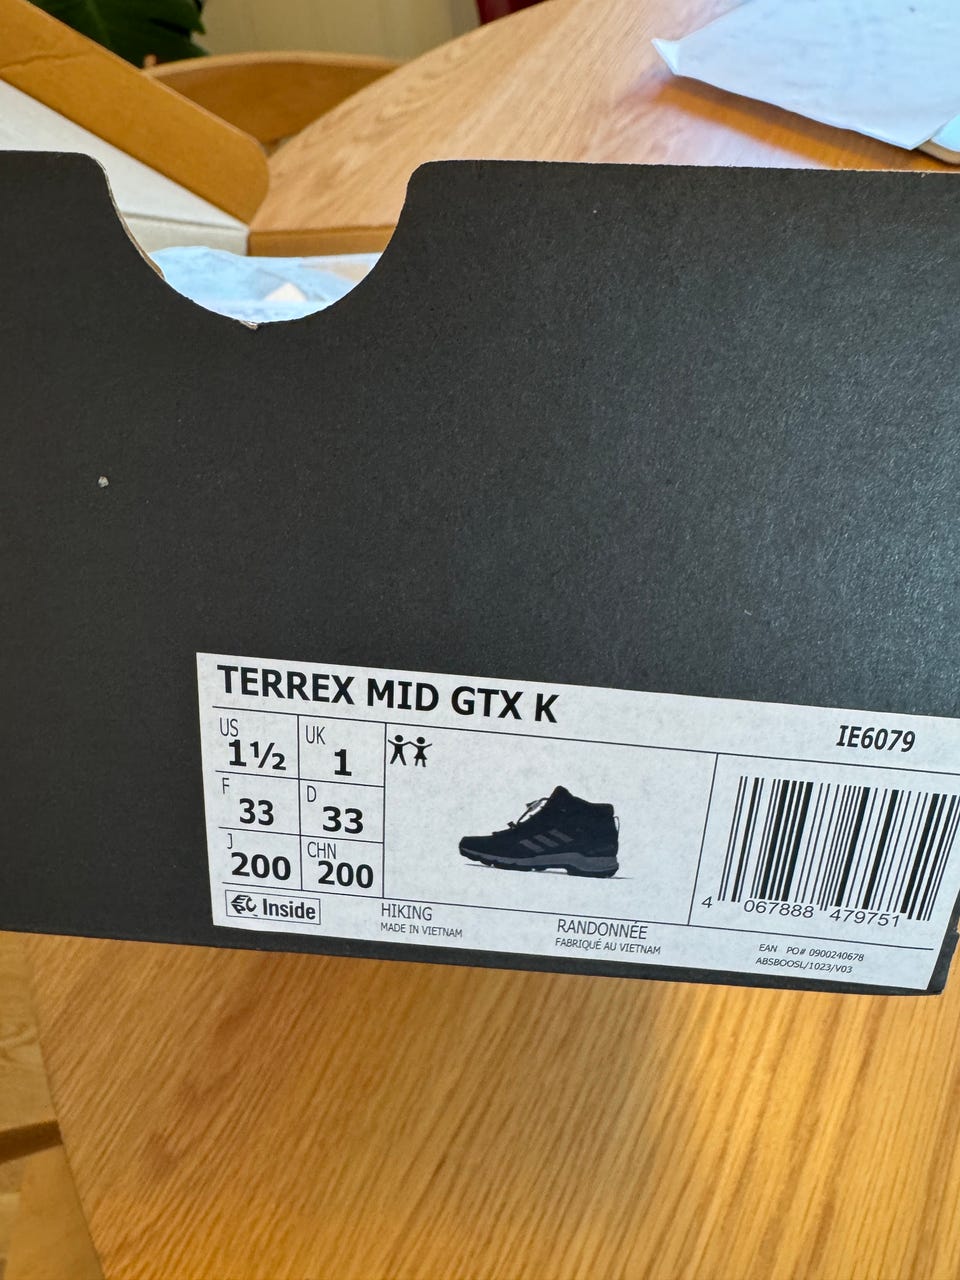 TERREX MID GTX K
IE6079
US
1½
UK
1
F
33
D
33
J
200
CHN
200
Inside
HIKING
MADE IN VIETNAM
RANDONNÉE
FABRIQUÉ AU VIETNAM
4 067888 479751
EAN PO# 0900240678
ABSBOOSL/1023/V03